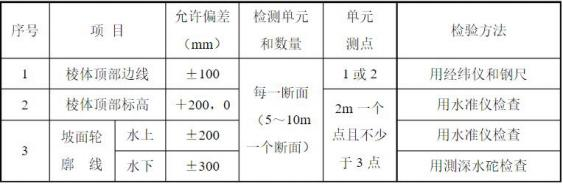 序号 项 目 允许偏差（mm） 检测单元和数量 单元测点 检验方法
1 棱体顶部边线 ±100 每一断面（5～10m一个断面） 1 或 2 用经纬仪和钢尺
2 棱体顶部标高 ＋200，0 2m 一个点且不少于 3 点 用水准仪检查
3 坡面轮廓 线 水上 ±200 用水准仪检查
水下 ±300 用测深水砣检查